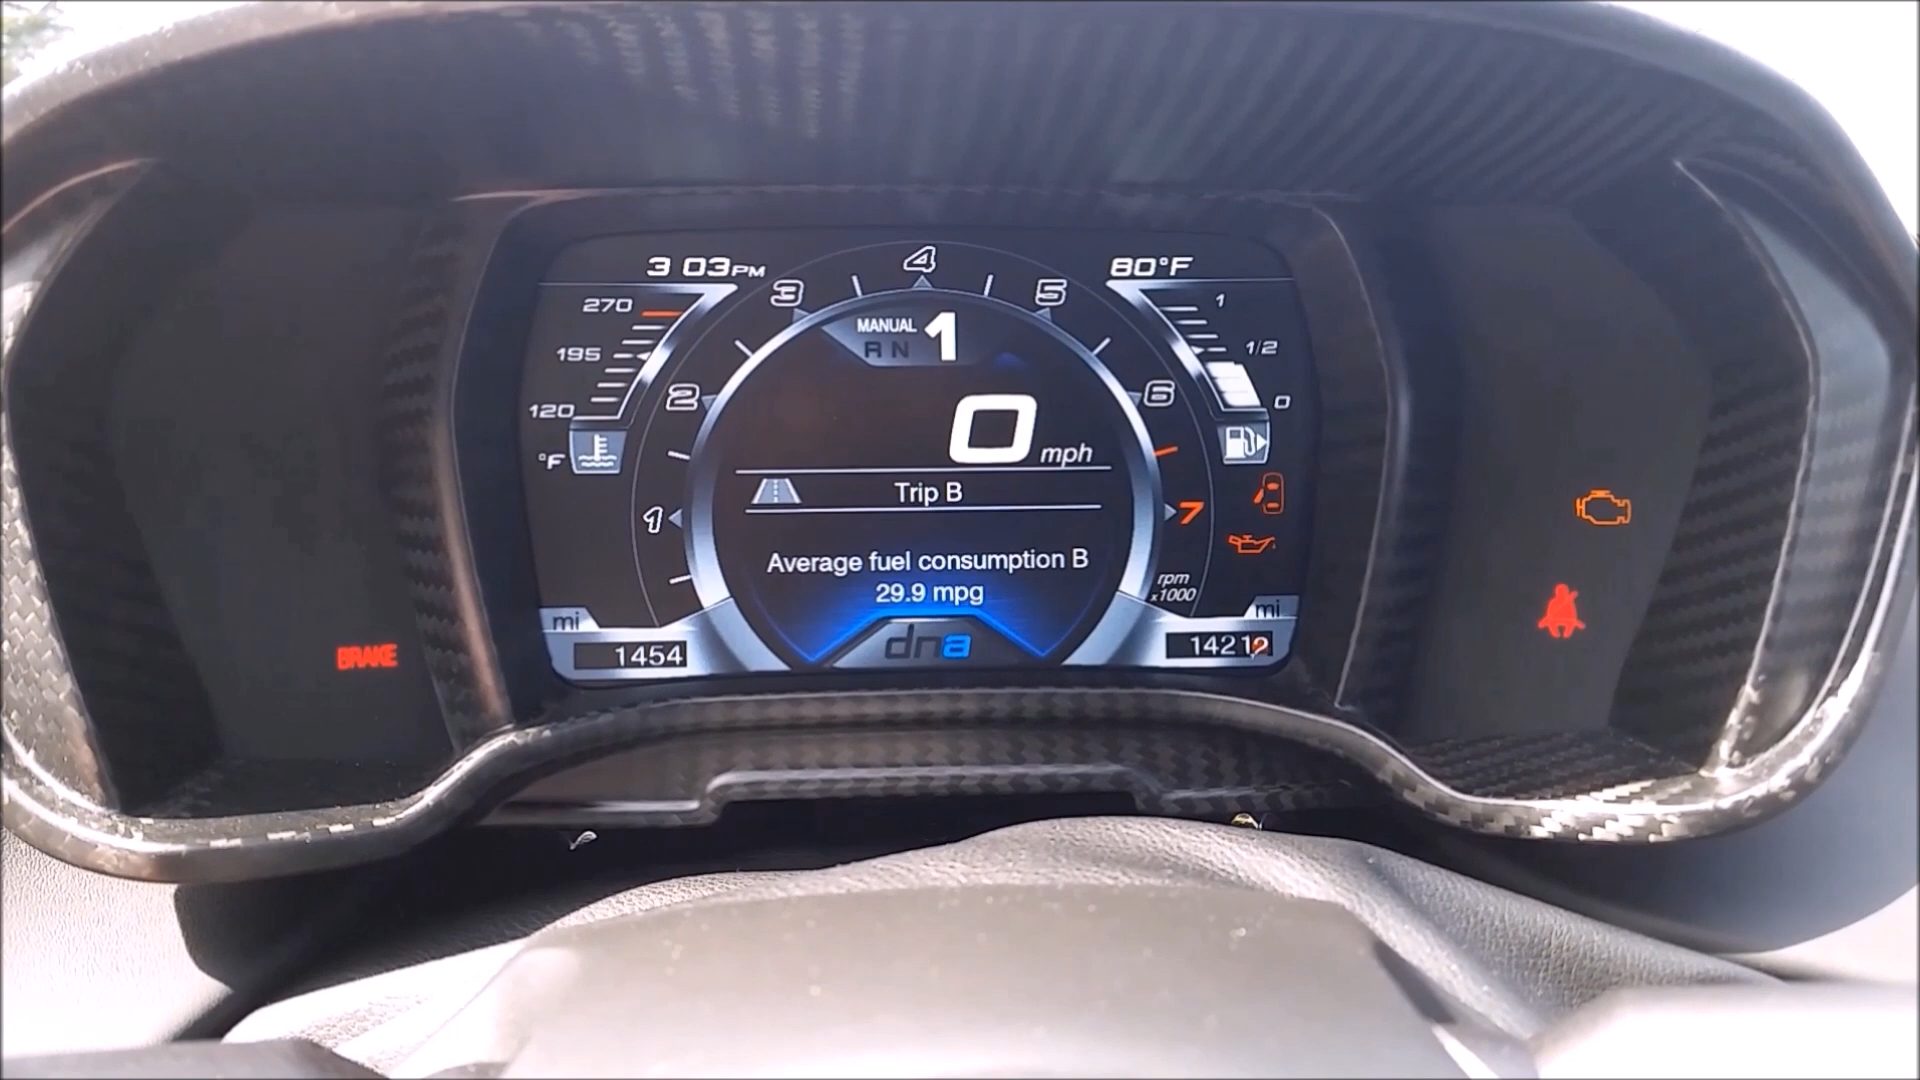 3 03PM
80°F
4
3
5
270
1
MANUAL 1
R N
195
1/2
2
6
120
0
0 mph
°F
Trip B
1
7
Average fuel consumption B
29.9 mpg
rpm
x1000
mi
mi
dna
1454
BRAKE